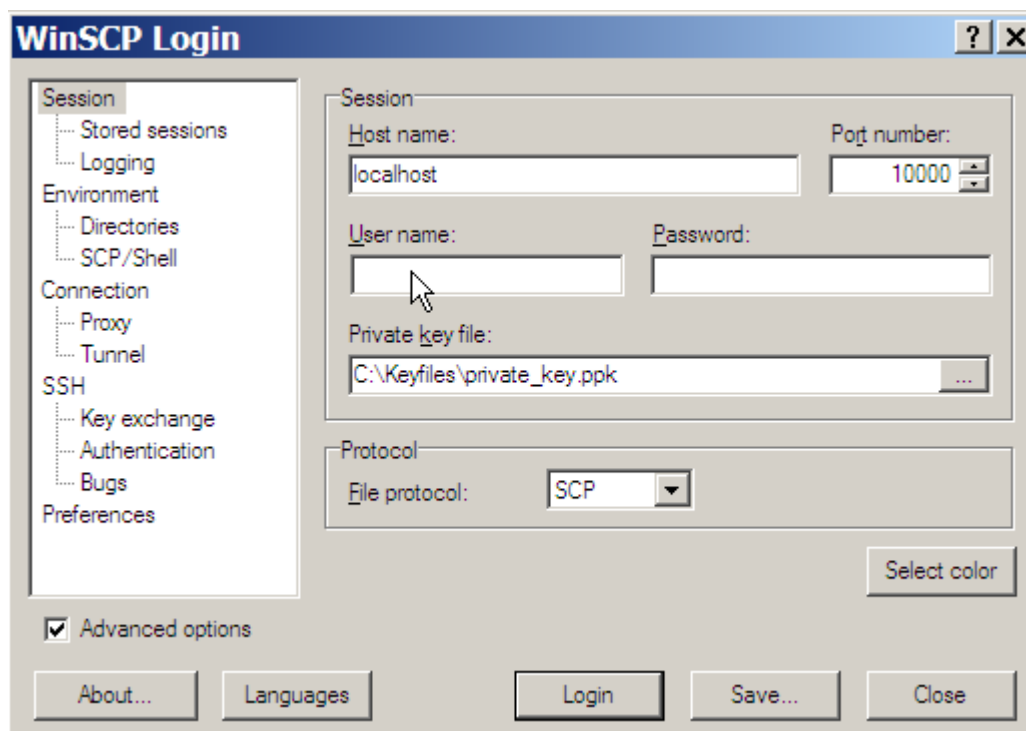 WinSCP Login
Session
Stored sessions
Logging
Environment
Directories
SCP/Shell
Connection
Proxy
Tunnel
SSH
Key exchange
Authentication
Bugs
Preferences
Advanced options
Session
Host name:
Port number:
localhost
10000
User name:
Password:
Private key file:
C:\Keyfiles\private_key.ppk
...
Protocol
File protocol:
SCP
Select color
About...
Languages
Login
Save...
Close